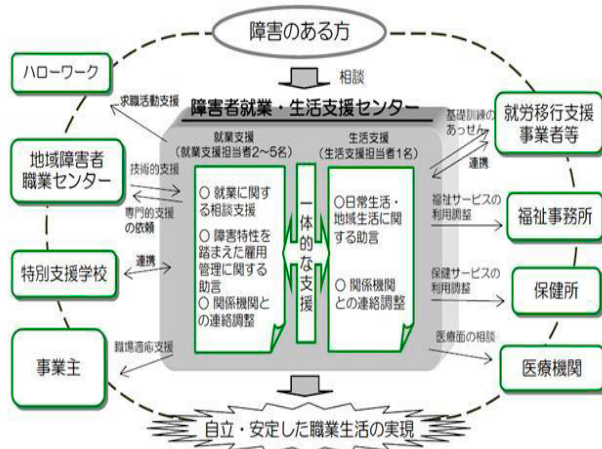 障害のある方
相談
ハローワーク
求職活動支援
地域障害者
職業センター
技術的支援
専門的支援
の依頼
特別支援学校
連携
事業主
職場適応支援
障害者就業・生活支援センター
就業支援
(就業支援担当者2～5名)
〇 就業に関す
る相談支援
〇 障害特性を
踏まえた雇用
管理に関する
助言
〇 関係機関と
の連絡調整
一体的な支援
生活支援
(生活支援担当者1名)
〇日常生活・
地域生活に関
する助言
〇 関係機関
との連絡調整
基礎訓練の
あっせん
連携
就労移行支援
事業者等
福祉サービスの
利用調整
福祉事務所
保健サービスの
利用調整
保健所
医療面の相談
医療機関
自立・安定した職業生活の実現